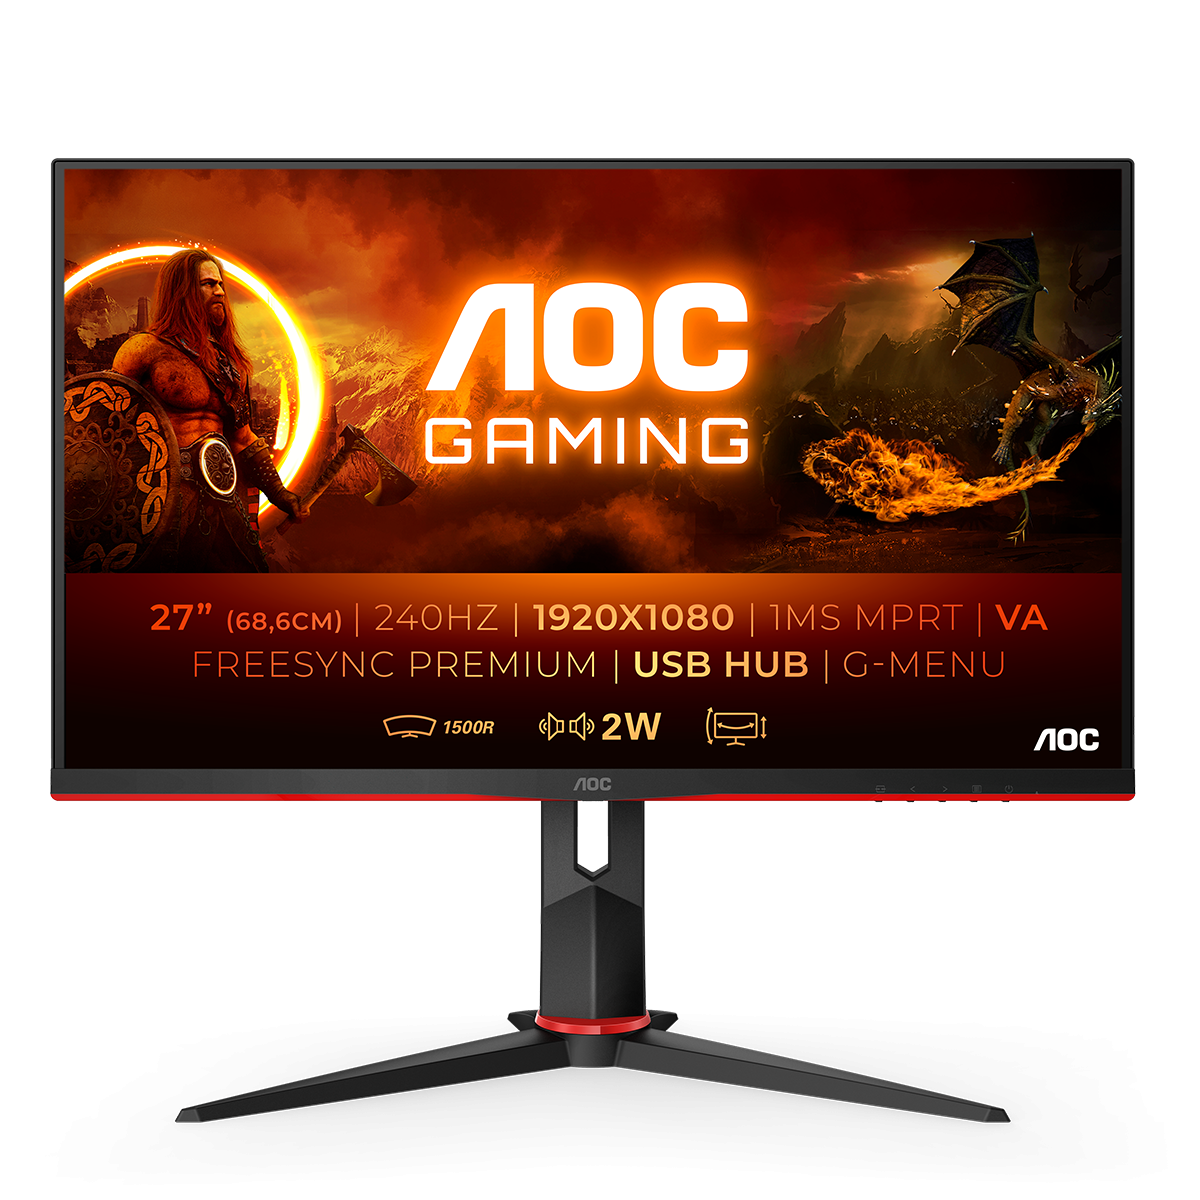 AOC
GAMING
27” (68,6CM) | 240HZ | 1920X1080 | 1MS MPRT | VA
FREESYNC PREMIUM | USB HUB | G-MENU
1500R 2W
AOC
AOC